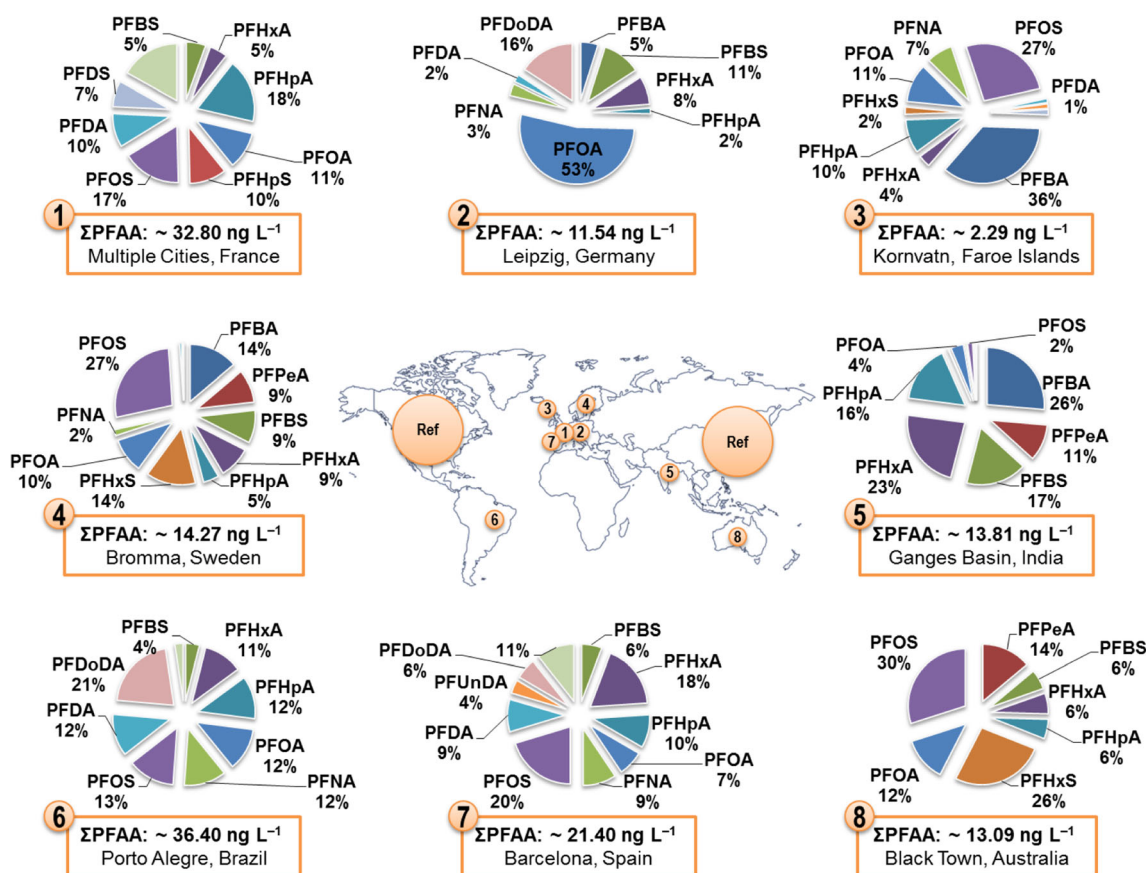 PFBS
5%
PFHxA
5%
PFHpA
18%
PFOA
11%
PFHpS
10%
PFOS
17%
PFDA
10%
PFDS
7%
1
ΣPFAA: ~ 32.80 ng L⁻¹
Multiple Cities, France
PFDoDA
16%
PFBA
5%
PFBS
11%
PFHxA
8%
PFHpA
2%
PFOA
53%
PFNA
3%
PFDA
2%
2
ΣPFAA: ~ 11.54 ng L⁻¹
Leipzig, Germany
PFNA
7%
PFOS
27%
PFDA
1%
PFBA
36%
PFHxA
4%
PFHpA
10%
PFHxS
2%
PFOA
11%
3
ΣPFAA: ~ 2.29 ng L⁻¹
Kornvatn, Faroe Islands
PFOS
27%
PFBA
14%
PFPeA
9%
PFBS
9%
PFHxA
9%
PFHpA
5%
PFHxS
14%
PFOA
10%
PFNA
2%
4
ΣPFAA: ~ 14.27 ng L⁻¹
Bromma, Sweden
Ref
3
4
1
2
7
5
6
8
Ref
PFOS
2%
PFOA
4%
PFHpA
16%
PFBA
26%
PFPeA
11%
PFBS
17%
PFHxA
23%
5
ΣPFAA: ~ 13.81 ng L⁻¹
Ganges Basin, India
PFBS
4%
PFHxA
11%
PFHpA
12%
PFOA
12%
PFNA
12%
PFOS
13%
PFDA
12%
PFDoDA
21%
6
ΣPFAA: ~ 36.40 ng L⁻¹
Porto Alegre, Brazil
11%
PFBS
6%
PFHxA
18%
PFHpA
10%
PFOA
7%
PFNA
9%
PFOS
20%
PFDA
9%
PFUnDA
4%
PFDoDA
6%
7
ΣPFAA: ~ 21.40 ng L⁻¹
Barcelona, Spain
PFOS
30%
PFPeA
14%
PFBS
6%
PFHxA
6%
PFHpA
6%
PFHxS
26%
PFOA
12%
8
ΣPFAA: ~ 13.09 ng L⁻¹
Black Town, Australia